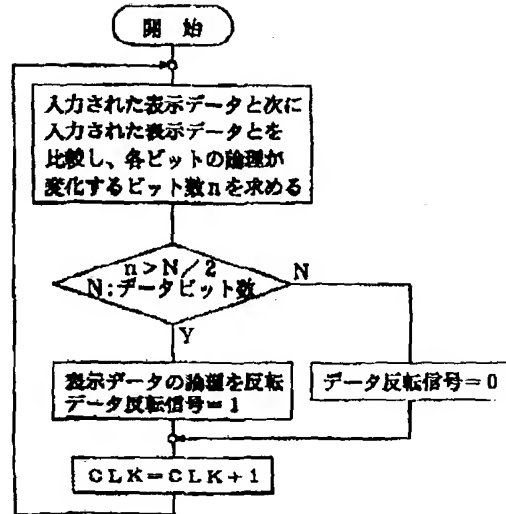 開 始
入力された表示データと次に
入力された表示データとを
比較し、各ビットの論理が
変化するビット数nを求める
n>N/2
N:データビット数
N
Y
表示データの論理を反転
データ反転信号=1
データ反転信号=0
CLK=CLK+1